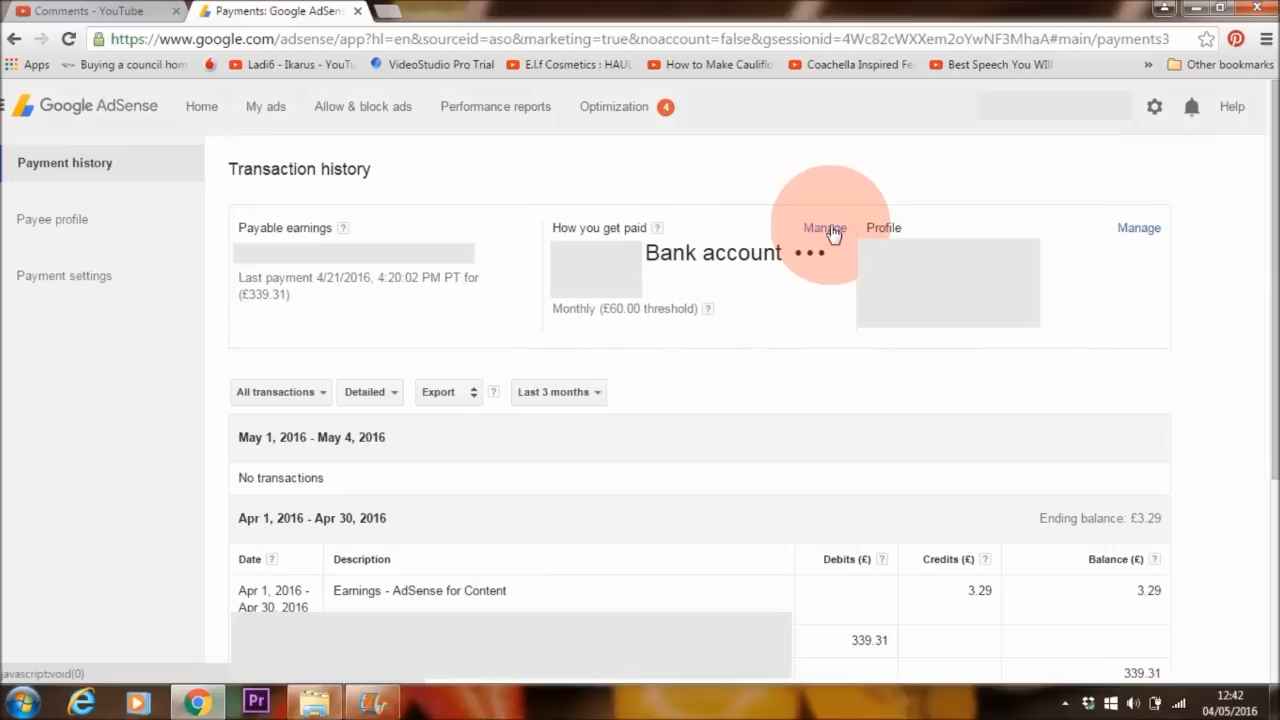 Comments - YouTube
Payments: Google AdSens
https://www.google.com/adsense/app?hl=en&sourceid=aso&marketing=true&noaccount=false&gsessionid=4Wc82cWXXem2oYwNF3MhaA#main/payments3
Apps
Buying a council hom
Ladi6 - Ikarus - YouTu
VideoStudio Pro Trial
E.l.f Cosmetics : HAUL
How to Make Cauliflo
Coachella Inspired Fe
Best Speech You Will
»
Other bookmarks
Google AdSense
Home
My ads
Allow & block ads
Performance reports
Optimization 4
Help
Payment history
Payee profile
Payment settings
Transaction history
Payable earnings ?
Last payment 4/21/2016, 4:20:02 PM PT for
(£339.31)
How you get paid ?
Manage
Bank account •••
Monthly (£60.00 threshold) ?
Profile
Manage
All transactions
Detailed
Export
?
Last 3 months
May 1, 2016 - May 4, 2016
No transactions
Apr 1, 2016 - Apr 30, 2016
Ending balance: £3.29
Date ?
Description
Debits (£) ?
Credits (£) ?
Balance (£) ?
Apr 1, 2016 -
Apr 30, 2016
Earnings - AdSense for Content
3.29
3.29
339.31
339.31
javascript:void(0)
Pr
12:42
04/05/2016